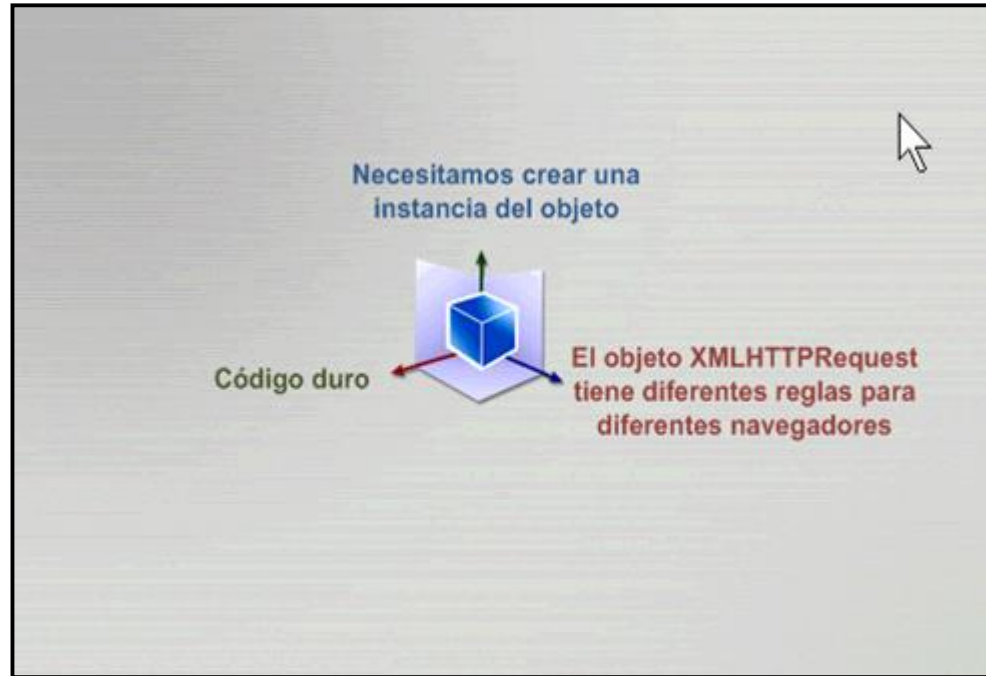 Necesitamos crear una
instancia del objeto
Código duro
El objeto XMLHTTPRequest
tiene diferentes reglas para
diferentes navegadores